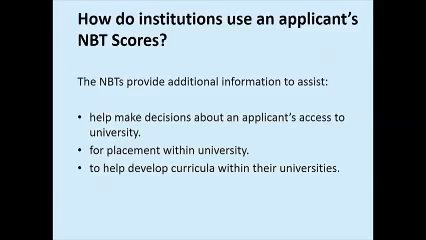 How do institutions use an applicant's
NBT Scores?
The NBTs provide additional information to assist:
• help make decisions about an applicant's access to
university.
• for placement within university.
• to help develop curricula within their universities.